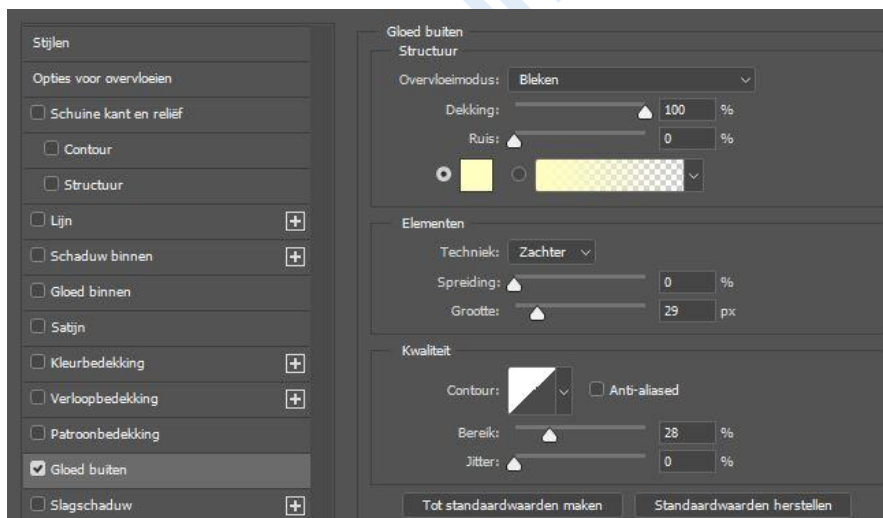 Stijlen
Opties voor overvloeien
Schuine kant en reliëf
Contour
Structuur
Lijn
Schaduw binnen
Gloed binnen
Satijn
Kleurbedekking
Verloopbedekking
Patroonbedekking
Gloed buiten
Slagschaduw
Gloed buiten
Structuur
Overvloeimodus: Bleken
Dekking: 100 %
Ruis: 0 %
Elementen
Techniek: Zachter
Spreiding: 0 %
Grootte: 29 px
Kwaliteit
Contour: Anti-aliased
Bereik: 28 %
Jitter: 0 %
Tot standaardwaarden maken Standaardwaarden herstellen